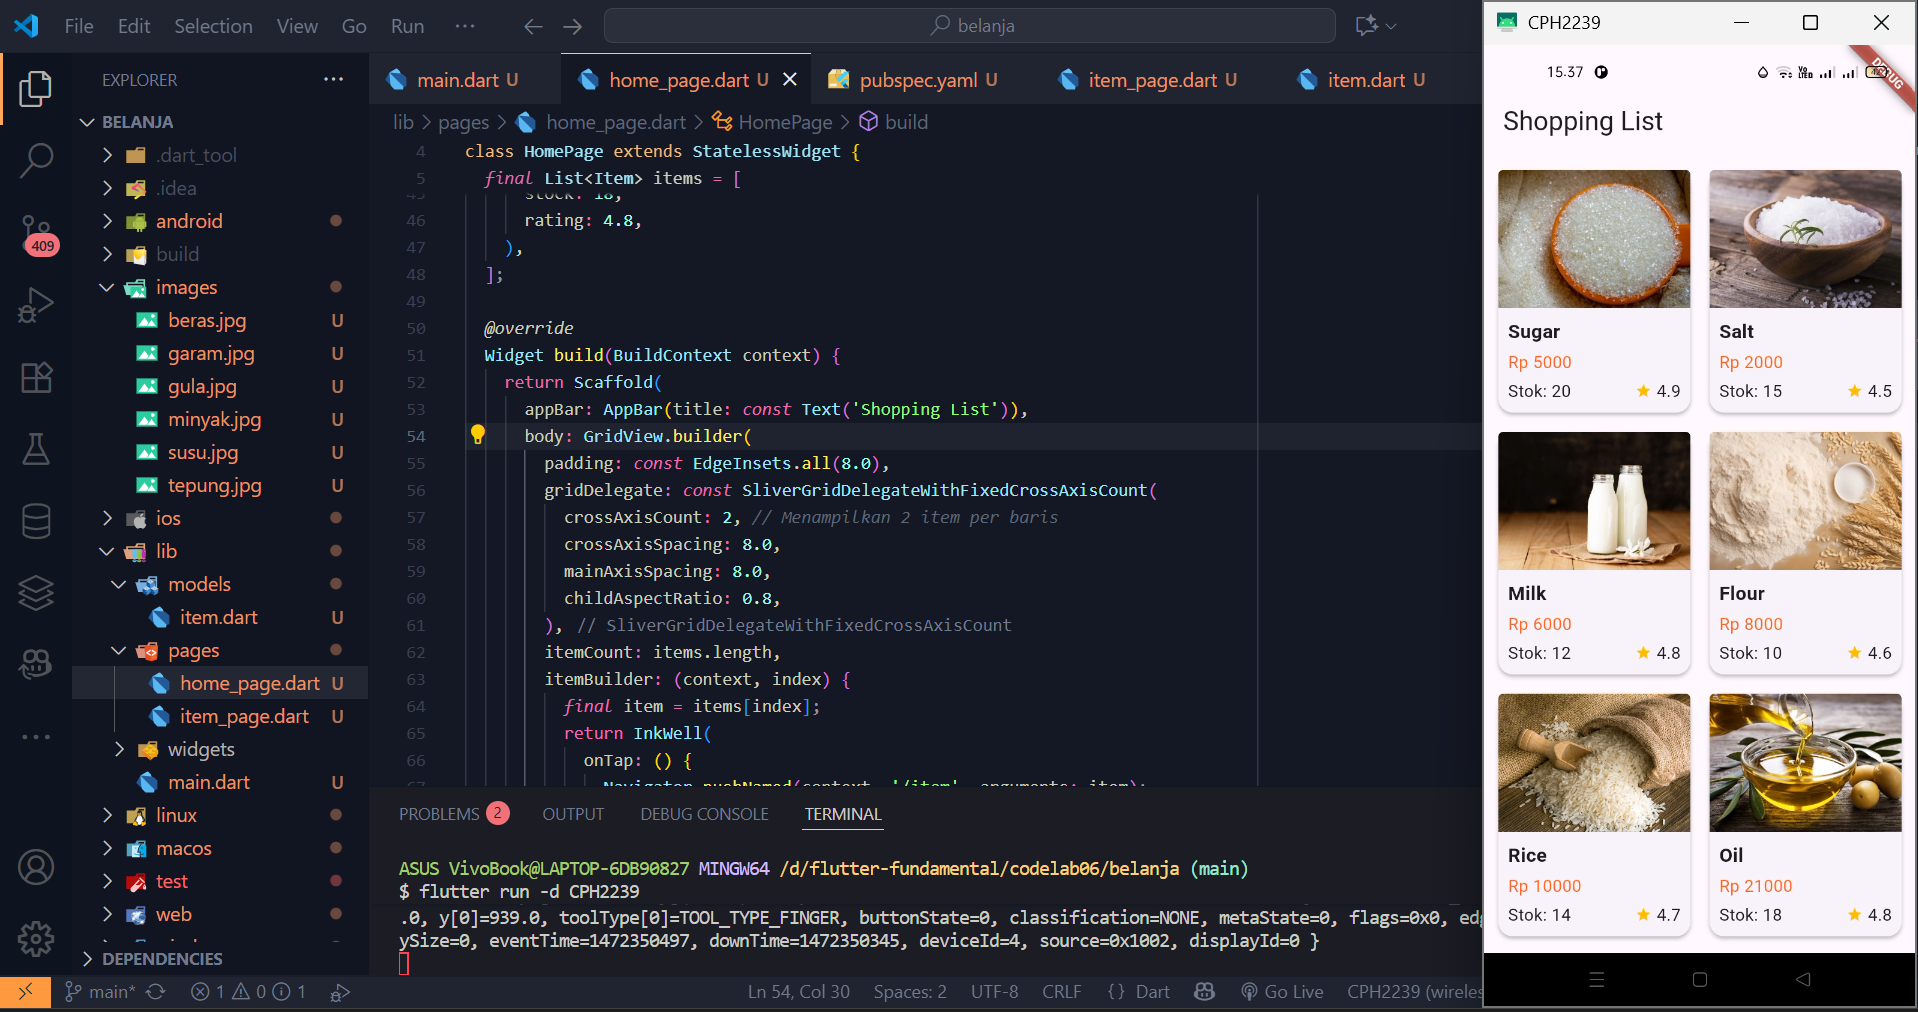 File Edit Selection View Go Run ··· belanja
EXPLORER ···
BELANJA
.dart_tool
.idea
android
build
images
beras.jpg U
garam.jpg U
gula.jpg U
minyak.jpg U
susu.jpg U
tepung.jpg U
ios
lib
models
item.dart U
pages
home_page.dart U
item_page.dart U
widgets
main.dart U
linux
macos
test
web
DEPENDENCIES
409
main.dart U home_page.dart U pubspec.yaml U item_page.dart U item.dart U
lib > pages > home_page.dart > HomePage > build
4 class HomePage extends StatelessWidget {
5 final List<Item> items = [
45 stock: 18,
46 rating: 4.8,
47 ),
48 ];
49
50 @override
51 Widget build(BuildContext context) {
52 return Scaffold(
53 appBar: AppBar(title: const Text('Shopping List')),
54 body: GridView.builder(
55 padding: const EdgeInsets.all(8.0),
56 gridDelegate: const SliverGridDelegateWithFixedCrossAxisCount(
57 crossAxisCount: 2, // Menampilkan 2 item per baris
58 crossAxisSpacing: 8.0,
59 mainAxisSpacing: 8.0,
60 childAspectRatio: 0.8,
61 ), // SliverGridDelegateWithFixedCrossAxisCount
62 itemCount: items.length,
63 itemBuilder: (context, index) {
64 final item = items[index];
65 return InkWell(
66 onTap: () {
67 Navigator.pushNamed(context, '/item', arguments: item);
PROBLEMS 2 OUTPUT DEBUG CONSOLE TERMINAL
ASUS VivoBook@LAPTOP-6DB90827 MINGW64 /d/flutter-fundamental/codelab06/belanja (main)
$ flutter run -d CPH2239
.0, y[0]=939.0, toolType[0]=TOOL_TYPE_FINGER, buttonState=0, classification=NONE, metaState=0, flags=0x0, edg
ySize=0, eventTime=1472350497, downTime=1472350345, deviceId=4, source=0x1002, displayId=0 }
main* 1 0 1 Ln 54, Col 30 Spaces: 2 UTF-8 CRLF {} Dart Go Live CPH2239 (wireles
CPH2239
15.37
DEBUG
Shopping List
Sugar
Rp 5000
Stok: 20 4.9
Salt
Rp 2000
Stok: 15 4.5
Milk
Rp 6000
Stok: 12 4.8
Flour
Rp 8000
Stok: 10 4.6
Rice
Rp 10000
Stok: 14 4.7
Oil
Rp 21000
Stok: 18 4.8